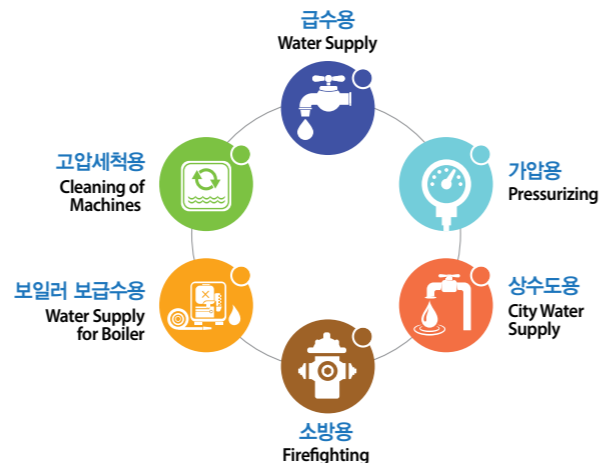 급수용
Water Supply
가압용
Pressurizing
상수도용
City Water
Supply
소방용
Firefighting
보일러 보급수용
Water Supply
for Boiler
고압세척용
Cleaning of
Machines